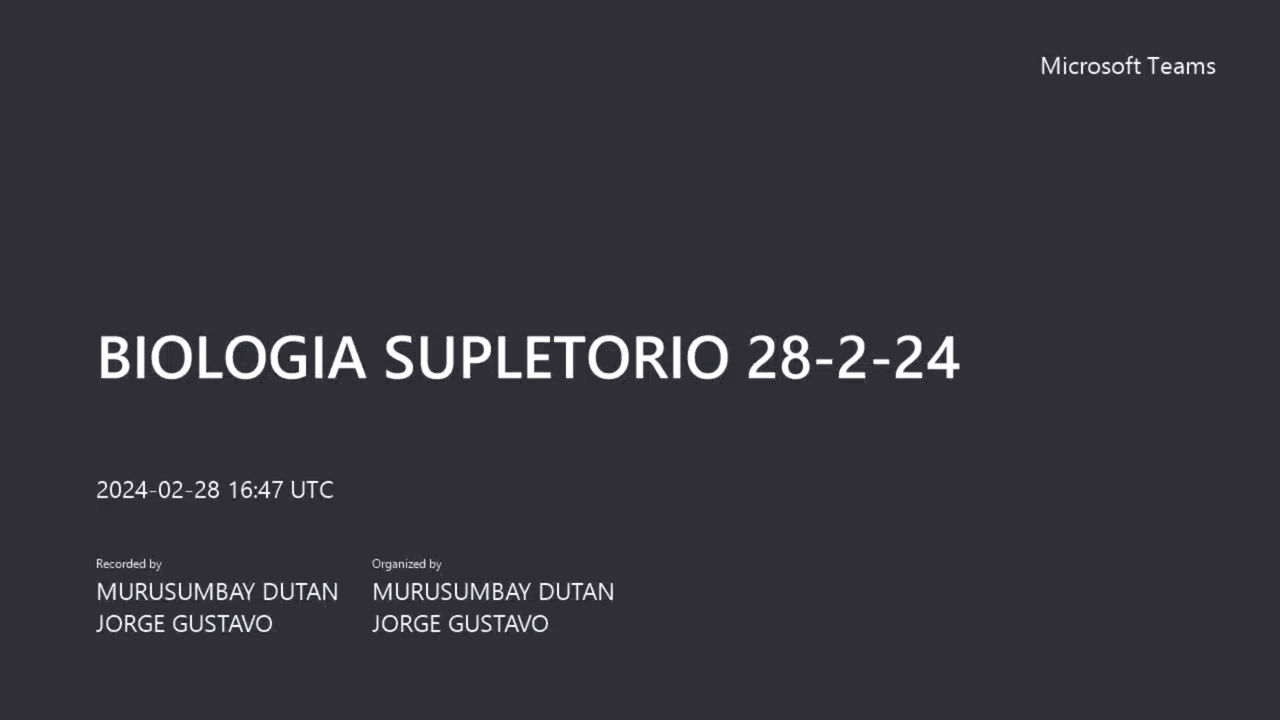 Microsoft Teams
BIOLOGIA SUPLETORIO 28-2-24
2024-02-28 16:47 UTC
Recorded by
MURUSUMBAY DUTAN
JORGE GUSTAVO
Organized by
MURUSUMBAY DUTAN
JORGE GUSTAVO